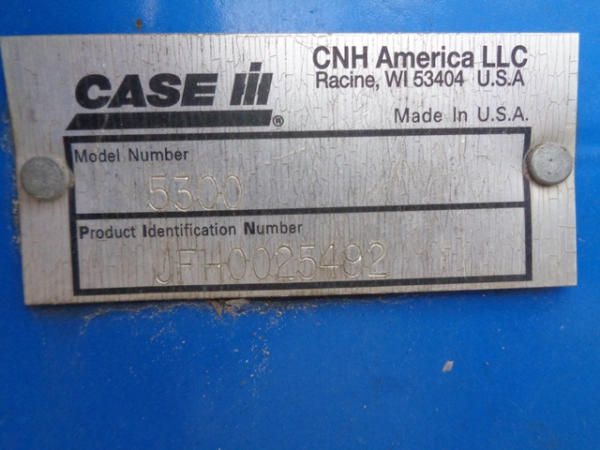 CNH America LLC
Racine, WI 53404 U.S.A
CASE III ®
Made In U.S.A.
Model Number
5300
Product Identification Number
JFH0025492